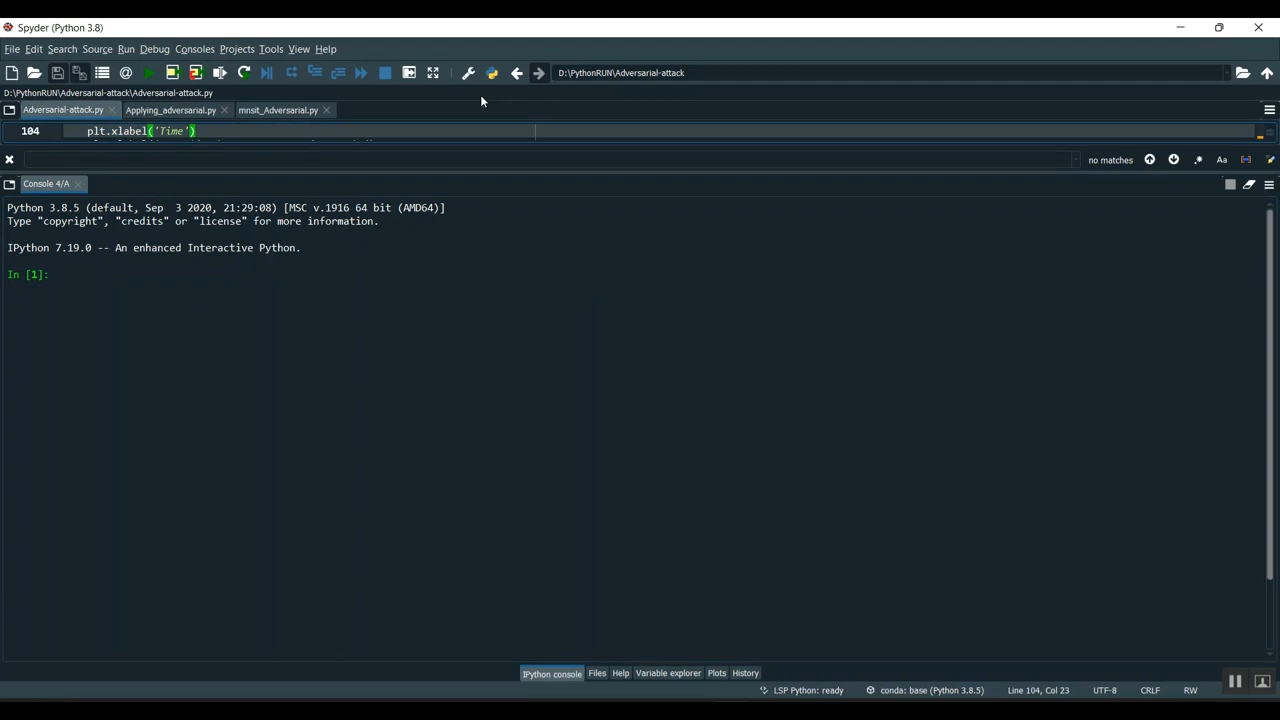 Spyder (Python 3.8)
File Edit Search Source Run Debug Consoles Projects Tools View Help
D:\PythonRUN\Adversarial-attack
D:\PythonRUN\Adversarial-attack\Adversarial-attack.py
Adversarial-attack.py Applying_adversarial.py mnsit_Adversarial.py
104 plt.xlabel('Time')
no matches .* Aa
Console 4/A
Python 3.8.5 (default, Sep 3 2020, 21:29:08) [MSC v.1916 64 bit (AMD64)]
Type "copyright", "credits" or "license" for more information.
IPython 7.19.0 -- An enhanced Interactive Python.
In [1]:
IPython console Files Help Variable explorer Plots History
LSP Python: ready conda: base (Python 3.8.5) Line 104, Col 23 UTF-8 CRLF RW